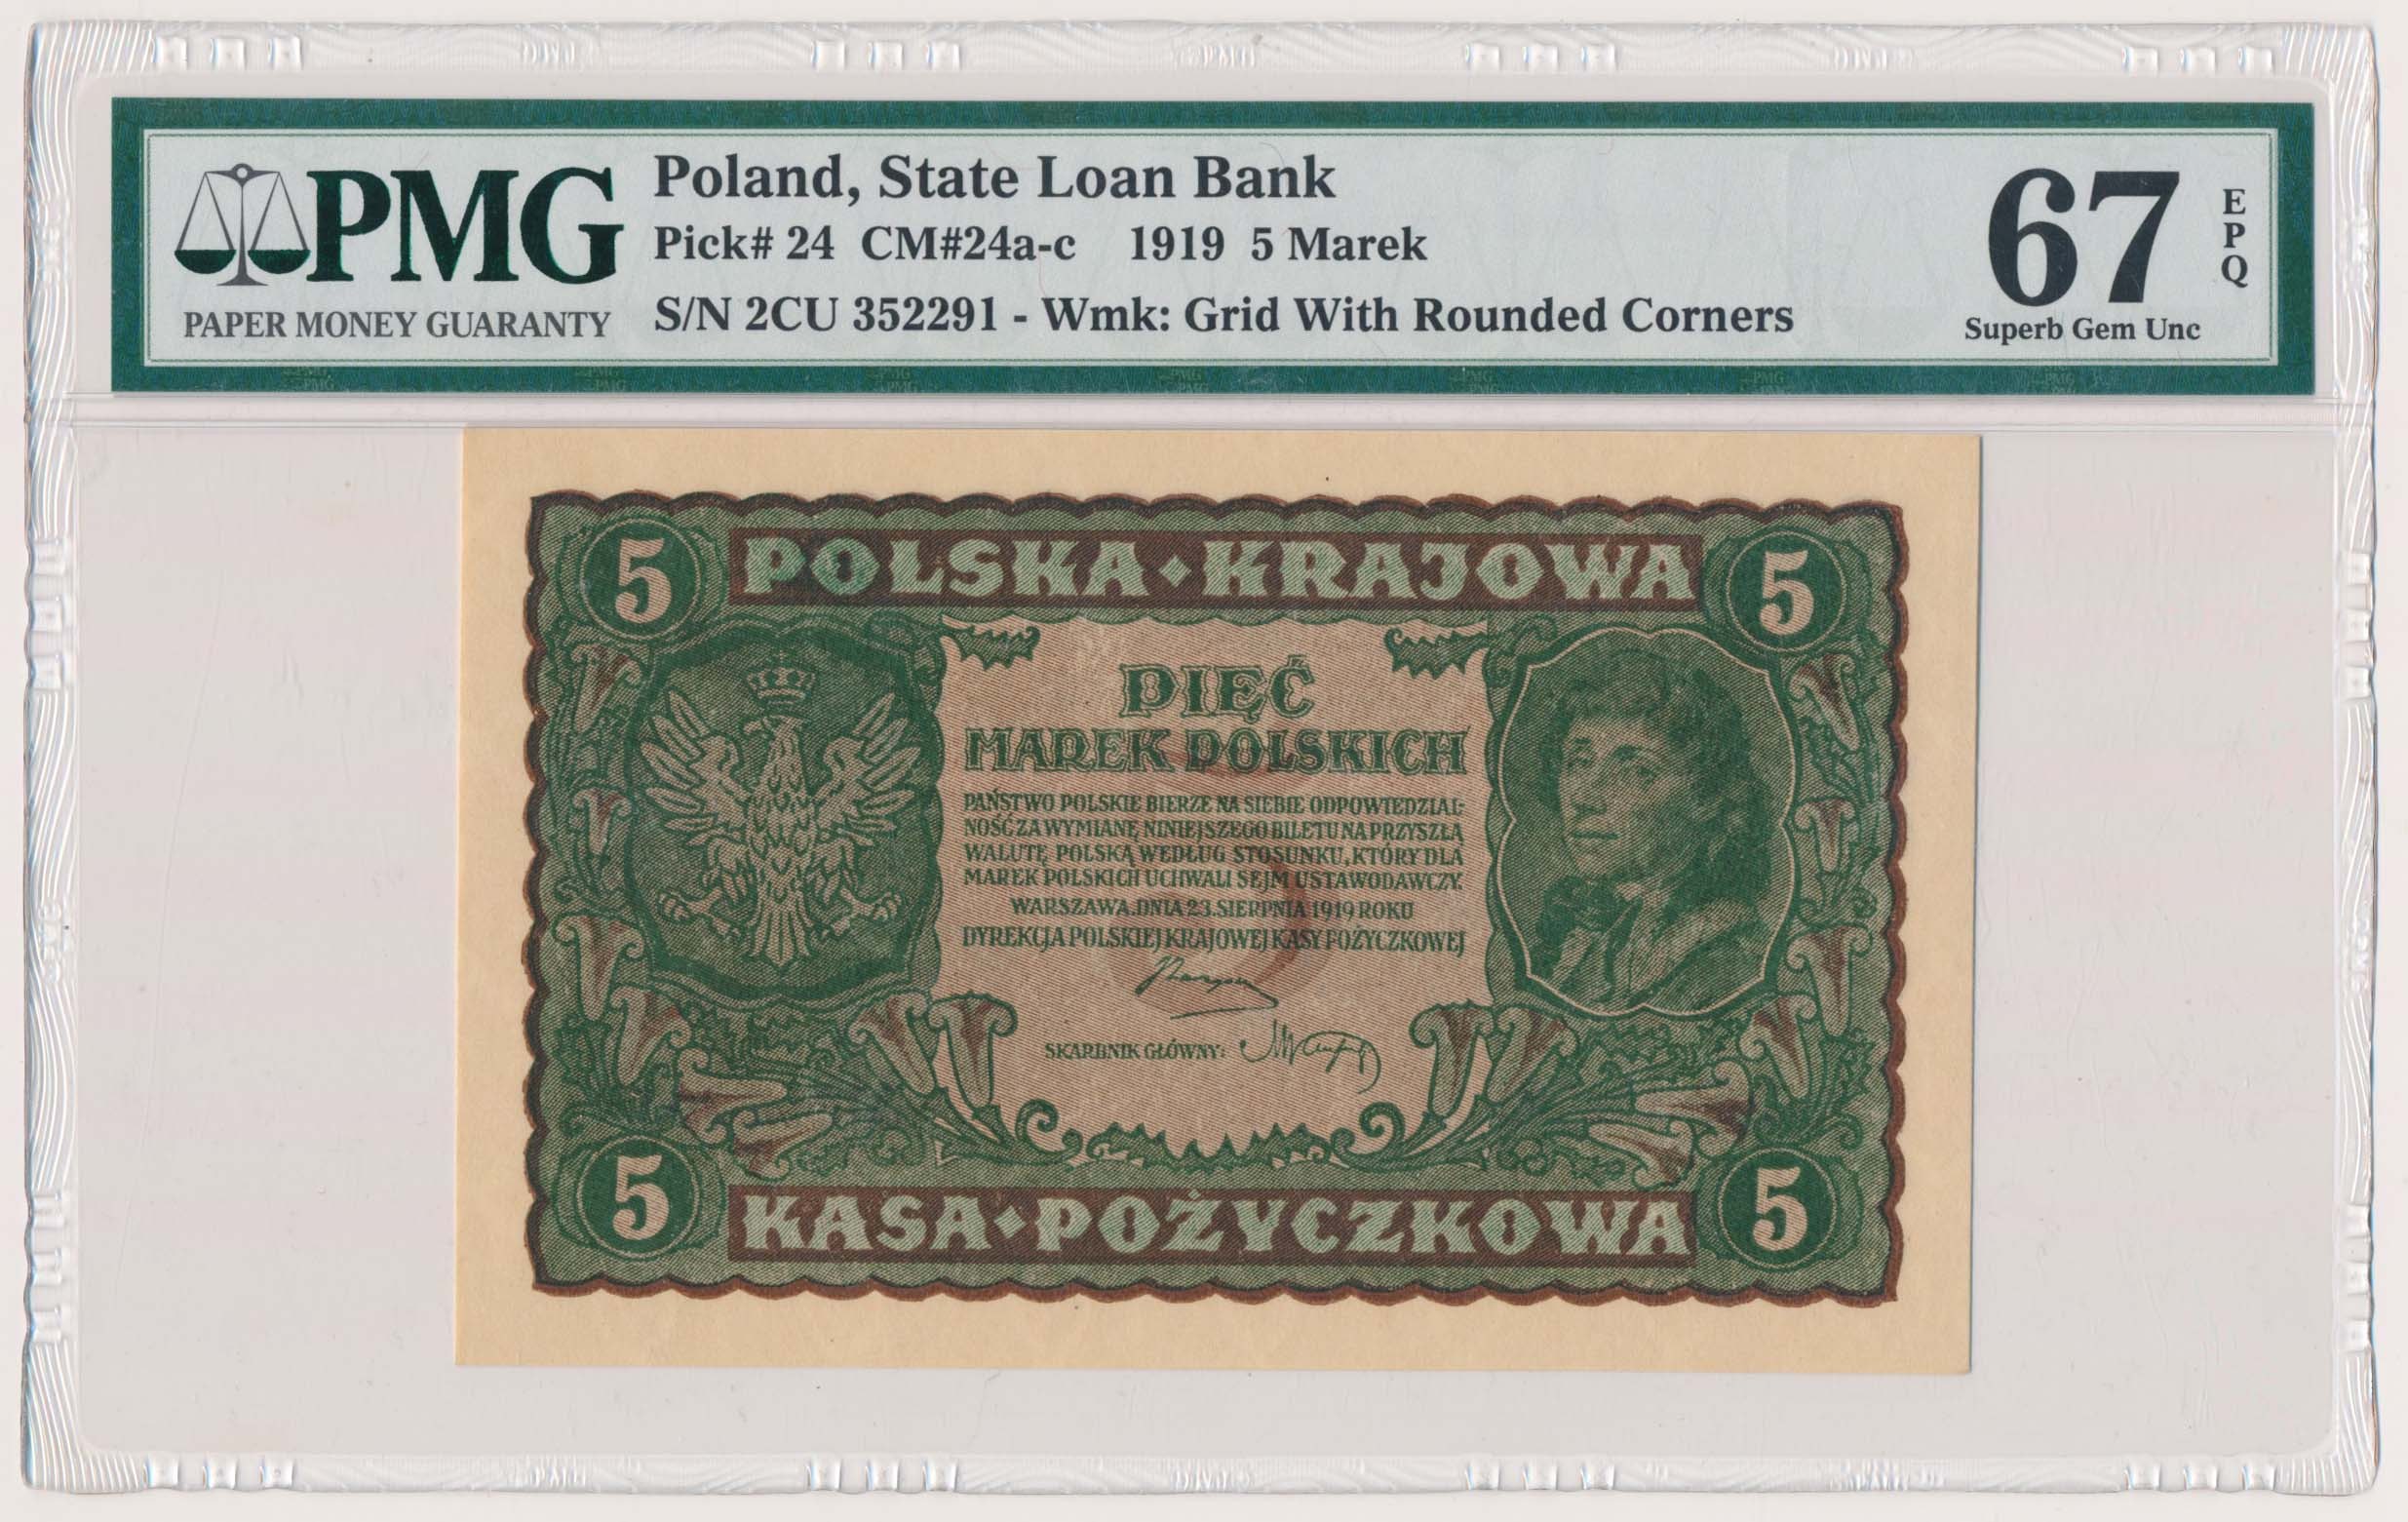 PMG
PAPER MONEY GUARANTY
Poland, State Loan Bank
Pick# 24 CM#24a-c 1919 5 Marek
S/N 2CU 352291 - Wmk: Grid With Rounded Corners
67
EPQ
Superb Gem Unc
5 POLSKA • KRAJOWA 5
PIĘĆ
MAREK POLSKICH
PAŃSTWO POLSKIE BIERZE NA SIEBIE ODPOWIEDZIAL-
NOŚĆ ZA WYMIANĘ NINIEJSZEGO BILETU NA PRZYSZŁĄ
WALUTĘ POLSKĄ WEDŁUG STOSUNKU, KTÓRY DLA
MAREK POLSKICH UCHWALI SEJM USTAWODAWCZY.
WARSZAWA. DNIA 23. SIERPNIA 1919 ROKU
DYREKCJA POLSKIEJ KRAJOWEJ KASY POŻYCZKOWEJ
SKARBNIK GŁÓWNY:
5 KASA • POŻYCZKOWA 5